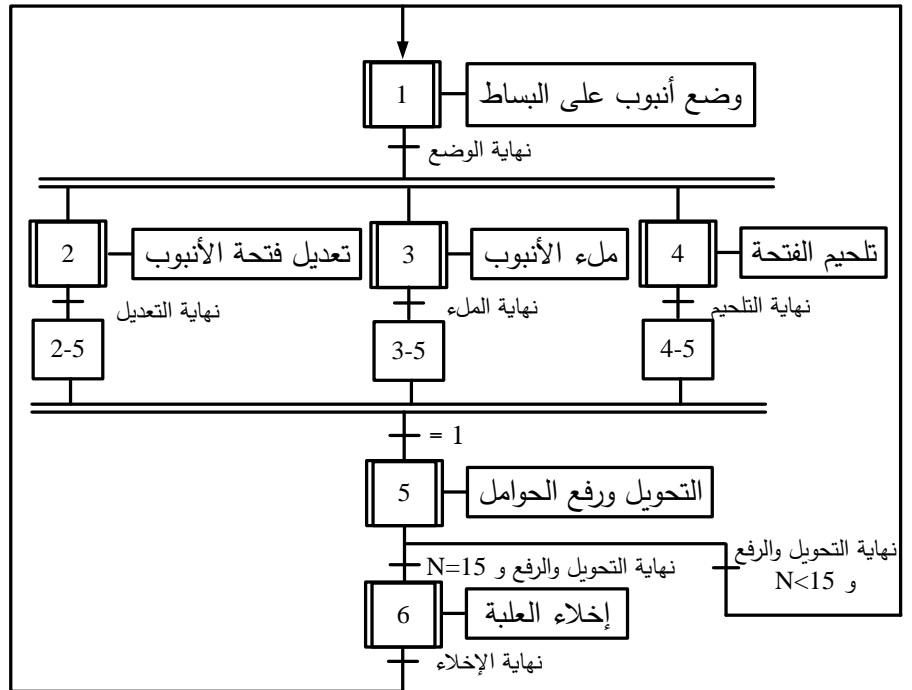 1
وضع أنبوب على البساط
نهاية الوضع
2
تعديل فتحة الأنبوب
3
ملء الأنبوب
4
تلحيم الفتحة
نهاية التعديل
نهاية الملء
نهاية التلحيم
2-5
3-5
4-5
= 1
5
التحويل ورفع الحوامل
نهاية التحويل والرفع و N=15
نهاية التحويل والرفع
و N<15
6
إخلاء العلبة
نهاية الإخلاء